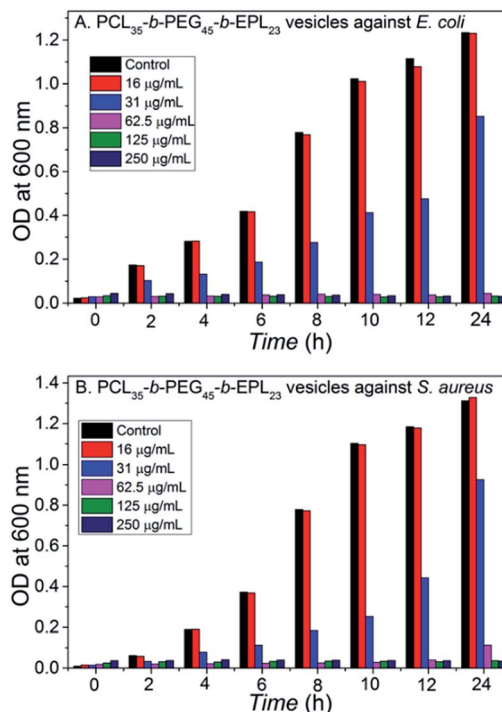 A. PCL₃₅-b-PEG₄₅-b-EPL₂₃ vesicles against E. coli
Control
16 μg/mL
31 μg/mL
62.5 μg/mL
125 μg/mL
250 μg/mL
OD at 600 nm
1.2
1.0
0.8
0.6
0.4
0.2
0.0
0 2 4 6 8 10 12 24
Time (h)
B. PCL₃₅-b-PEG₄₅-b-EPL₂₃ vesicles against S. aureus
Control
16 μg/mL
31 μg/mL
62.5 μg/mL
125 μg/mL
250 μg/mL
OD at 600 nm
1.4
1.2
1.0
0.8
0.6
0.4
0.2
0.0
0 2 4 6 8 10 12 24
Time (h)